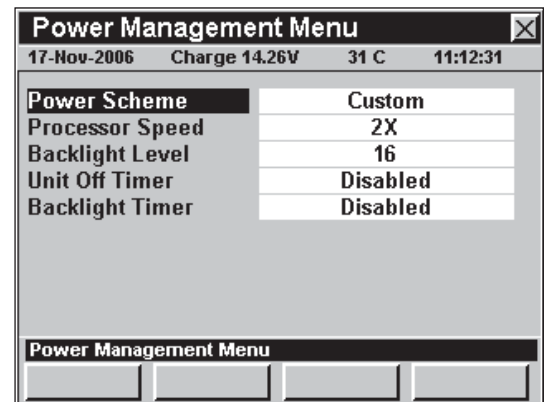 Power Management Menu
17-Nov-2006 Charge 14.26V 31 C 11:12:31
Power Scheme Custom
Processor Speed 2X
Backlight Level 16
Unit Off Timer Disabled
Backlight Timer Disabled
Power Management Menu